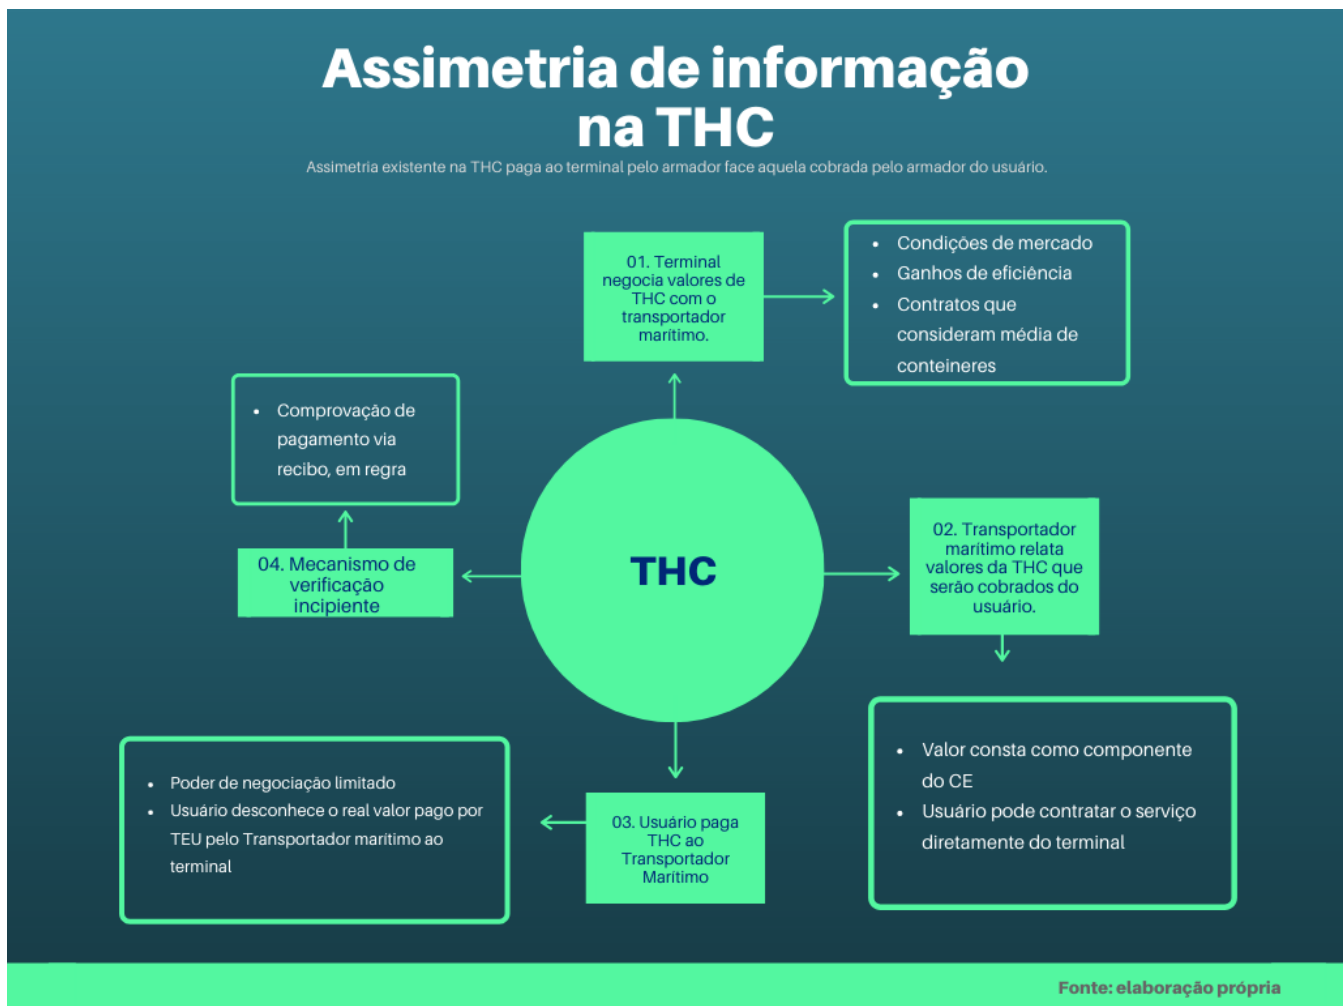 Assimetria de informação
na THC
Assimetria existente na THC paga ao terminal pelo armador face aquela cobrada pelo armador do usuário.
01. Terminal
negocia valores de
THC com o
transportador
marítimo.
• Condições de mercado
• Ganhos de eficiência
• Contratos que
consideram média de
conteineres
• Comprovação de
pagamento via
recibo, em regra
04. Mecanismo de
verificação
incipiente
THC
02. Transportador
marítimo relata
valores da THC que
serão cobrados do
usuário.
• Valor consta como componente
do CE
• Usuário pode contratar o serviço
diretamente do terminal
03. Usuário paga
THC ao
Transportador
Marítimo
• Poder de negociação limitado
• Usuário desconhece o real valor pago por
TEU pelo Transportador marítimo ao
terminal
Fonte: elaboração própria